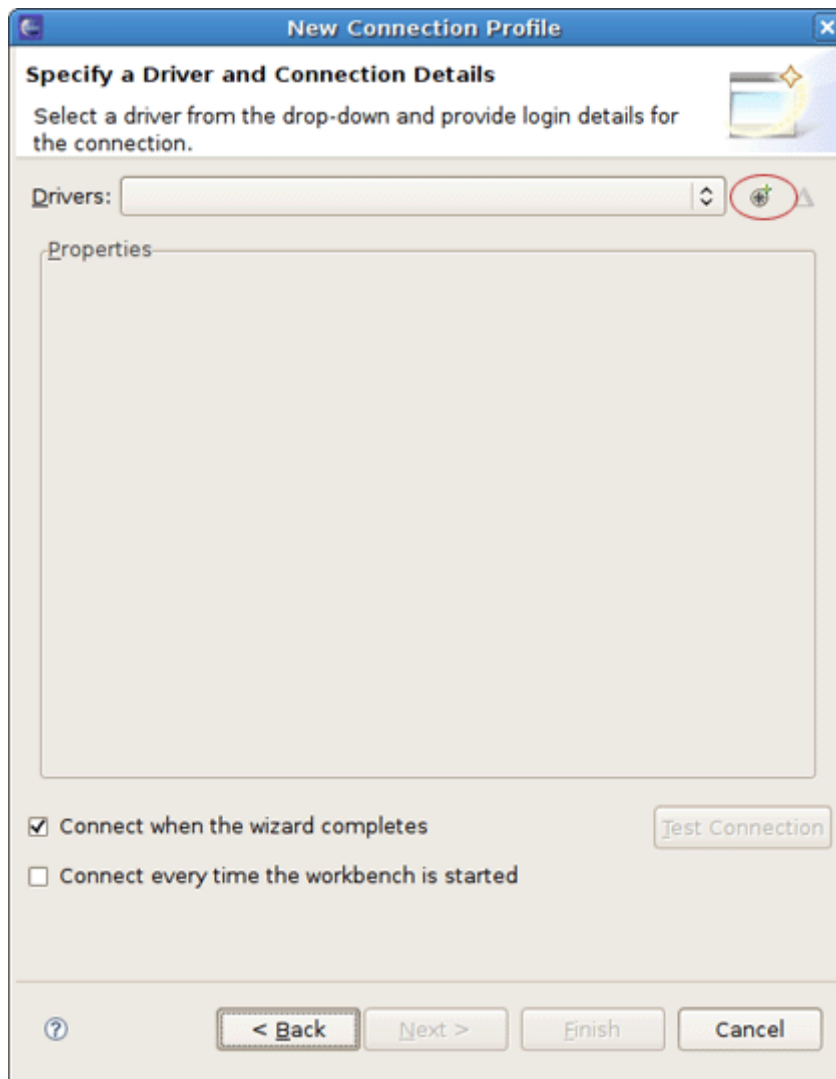 New Connection Profile
Specify a Driver and Connection Details
Select a driver from the drop-down and provide login details for
the connection.
Drivers:
Properties
Connect when the wizard completes
Test Connection
Connect every time the workbench is started
< Back
Next >
Finish
Cancel